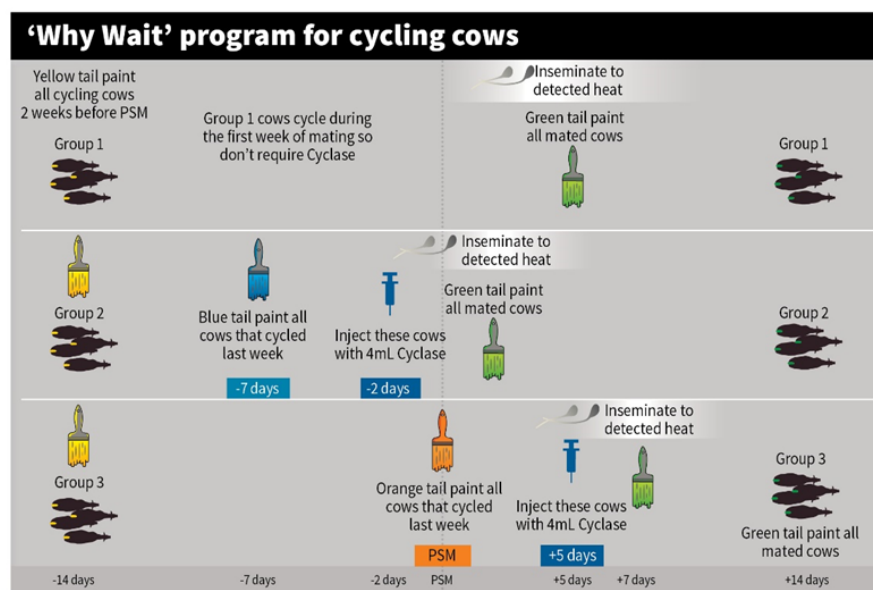 ‘Why Wait’ program for cycling cows
Yellow tail paint
all cycling cows
2 weeks before PSM
Group 1
Group 1 cows cycle during
the first week of mating so
don’t require Cyclase
Inseminate to
detected heat
Green tail paint
all mated cows
Group 1
Group 2
Blue tail paint all
cows that cycled
last week
-7 days
Inject these cows
with 4mL Cyclase
-2 days
Inseminate to
detected heat
Green tail paint
all mated cows
Group 2
Group 3
Orange tail paint all
cows that cycled
last week
PSM
Inseminate to
detected heat
Inject these cows
with 4mL Cyclase
+5 days
Group 3
Green tail paint all
mated cows
-14 days
-7 days
-2 days
PSM
+5 days
+7 days
+14 days